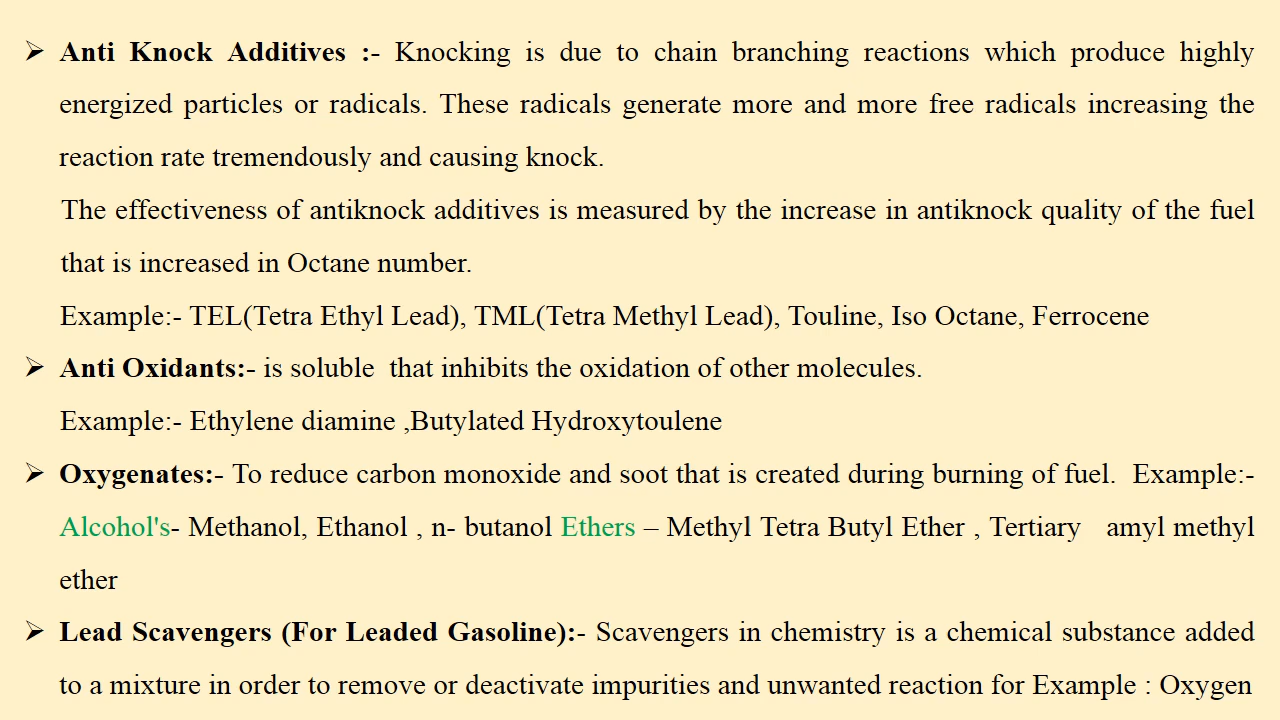 ➢ Anti Knock Additives :- Knocking is due to chain branching reactions which produce highly
energized particles or radicals. These radicals generate more and more free radicals increasing the
reaction rate tremendously and causing knock.
The effectiveness of antiknock additives is measured by the increase in antiknock quality of the fuel
that is increased in Octane number.
Example:- TEL(Tetra Ethyl Lead), TML(Tetra Methyl Lead), Touline, Iso Octane, Ferrocene
➢ Anti Oxidants:- is soluble  that inhibits the oxidation of other molecules.
Example:- Ethylene diamine ,Butylated Hydroxytoulene
➢ Oxygenates:- To reduce carbon monoxide and soot that is created during burning of fuel.  Example:-
Alcohol's- Methanol, Ethanol , n- butanol Ethers – Methyl Tetra Butyl Ether , Tertiary  amyl methyl
ether
➢ Lead Scavengers (For Leaded Gasoline):- Scavengers in chemistry is a chemical substance added
to a mixture in order to remove or deactivate impurities and unwanted reaction for Example : Oxygen